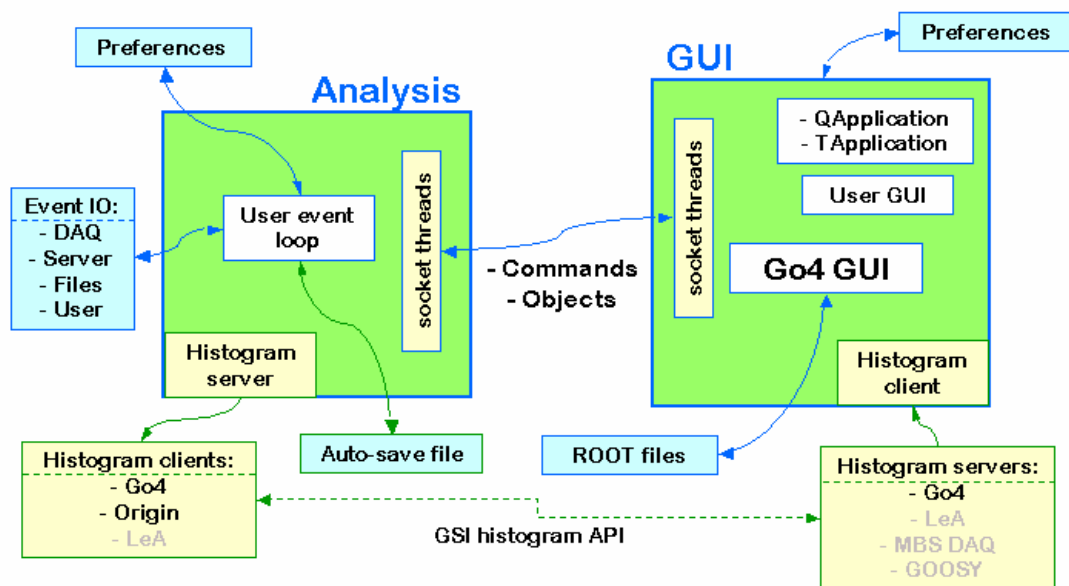 Preferences
Analysis
Event IO:
- DAQ
- Server
- Files
- User
User event
loop
socket threads
Histogram
server
- Commands
- Objects
GUI
Preferences
- QApplication
- TApplication
User GUI
socket threads
Go4 GUI
Histogram
client
Histogram clients:
- Go4
- Origin
- LeA
Auto-save file
ROOT files
GSI histogram API
Histogram servers:
- Go4
- LeA
- MBS DAQ
- GOOSY